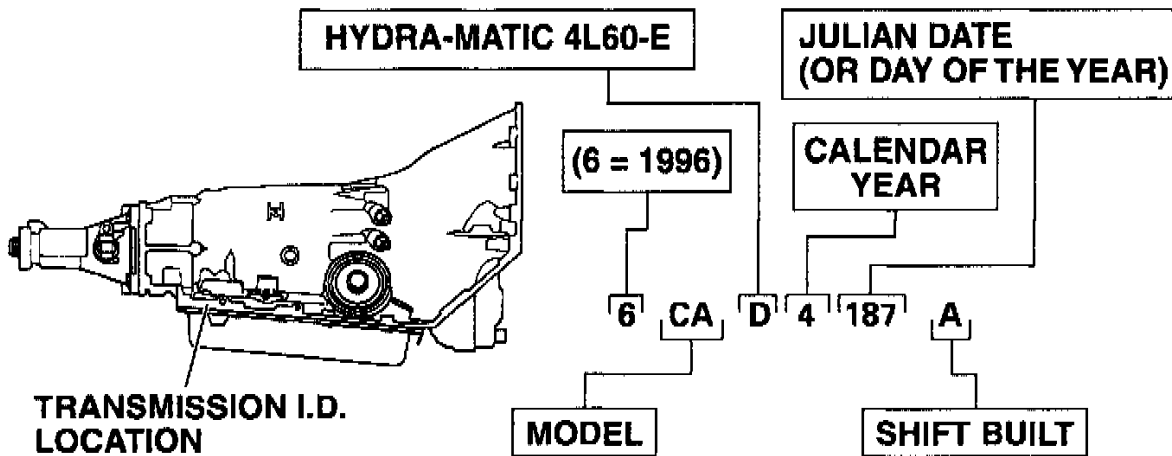 HYDRA-MATIC 4L60-E
JULIAN DATE
(OR DAY OF THE YEAR)
(6 = 1996)
CALENDAR
YEAR
6 CA D 4 187 A
TRANSMISSION I.D.
LOCATION
MODEL
SHIFT BUILT